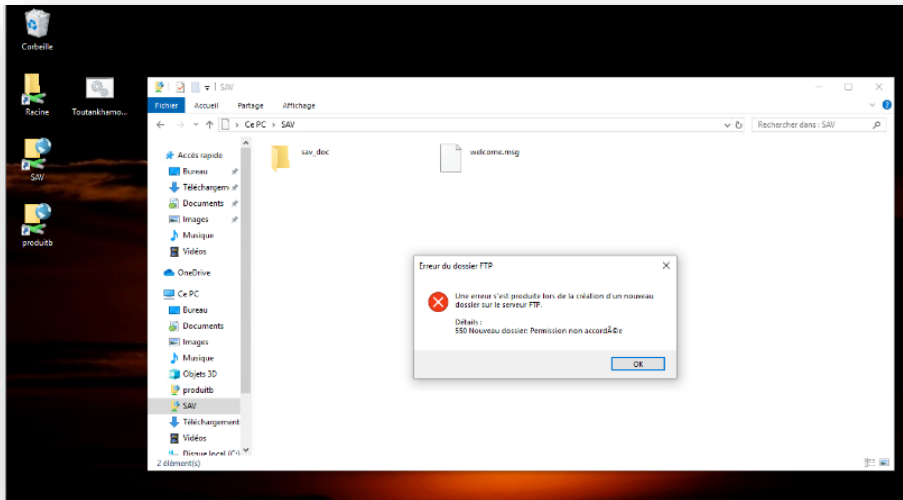 Corbeille
Racine
Toutankhamo...
SAV
produitb
SAV
Fichier
Accueil
Partage
Affichage
Ce PC > SAV
Rechercher dans : SAV
Accès rapide
Bureau
Téléchargem
Documents
Images
Musique
Vidéos
OneDrive
Ce PC
Bureau
Documents
Images
Musique
Objets 3D
produitb
SAV
Téléchargement
Vidéos
Disque local (C:)
2 élément(s)
sav_doc
welcome.msg
Erreur du dossier FTP
Une erreur s'est produite lors de la création d'un nouveau
dossier sur le serveur FTP.
Détails :
550 Nouveau dossier: Permission non accordÃ©e
OK